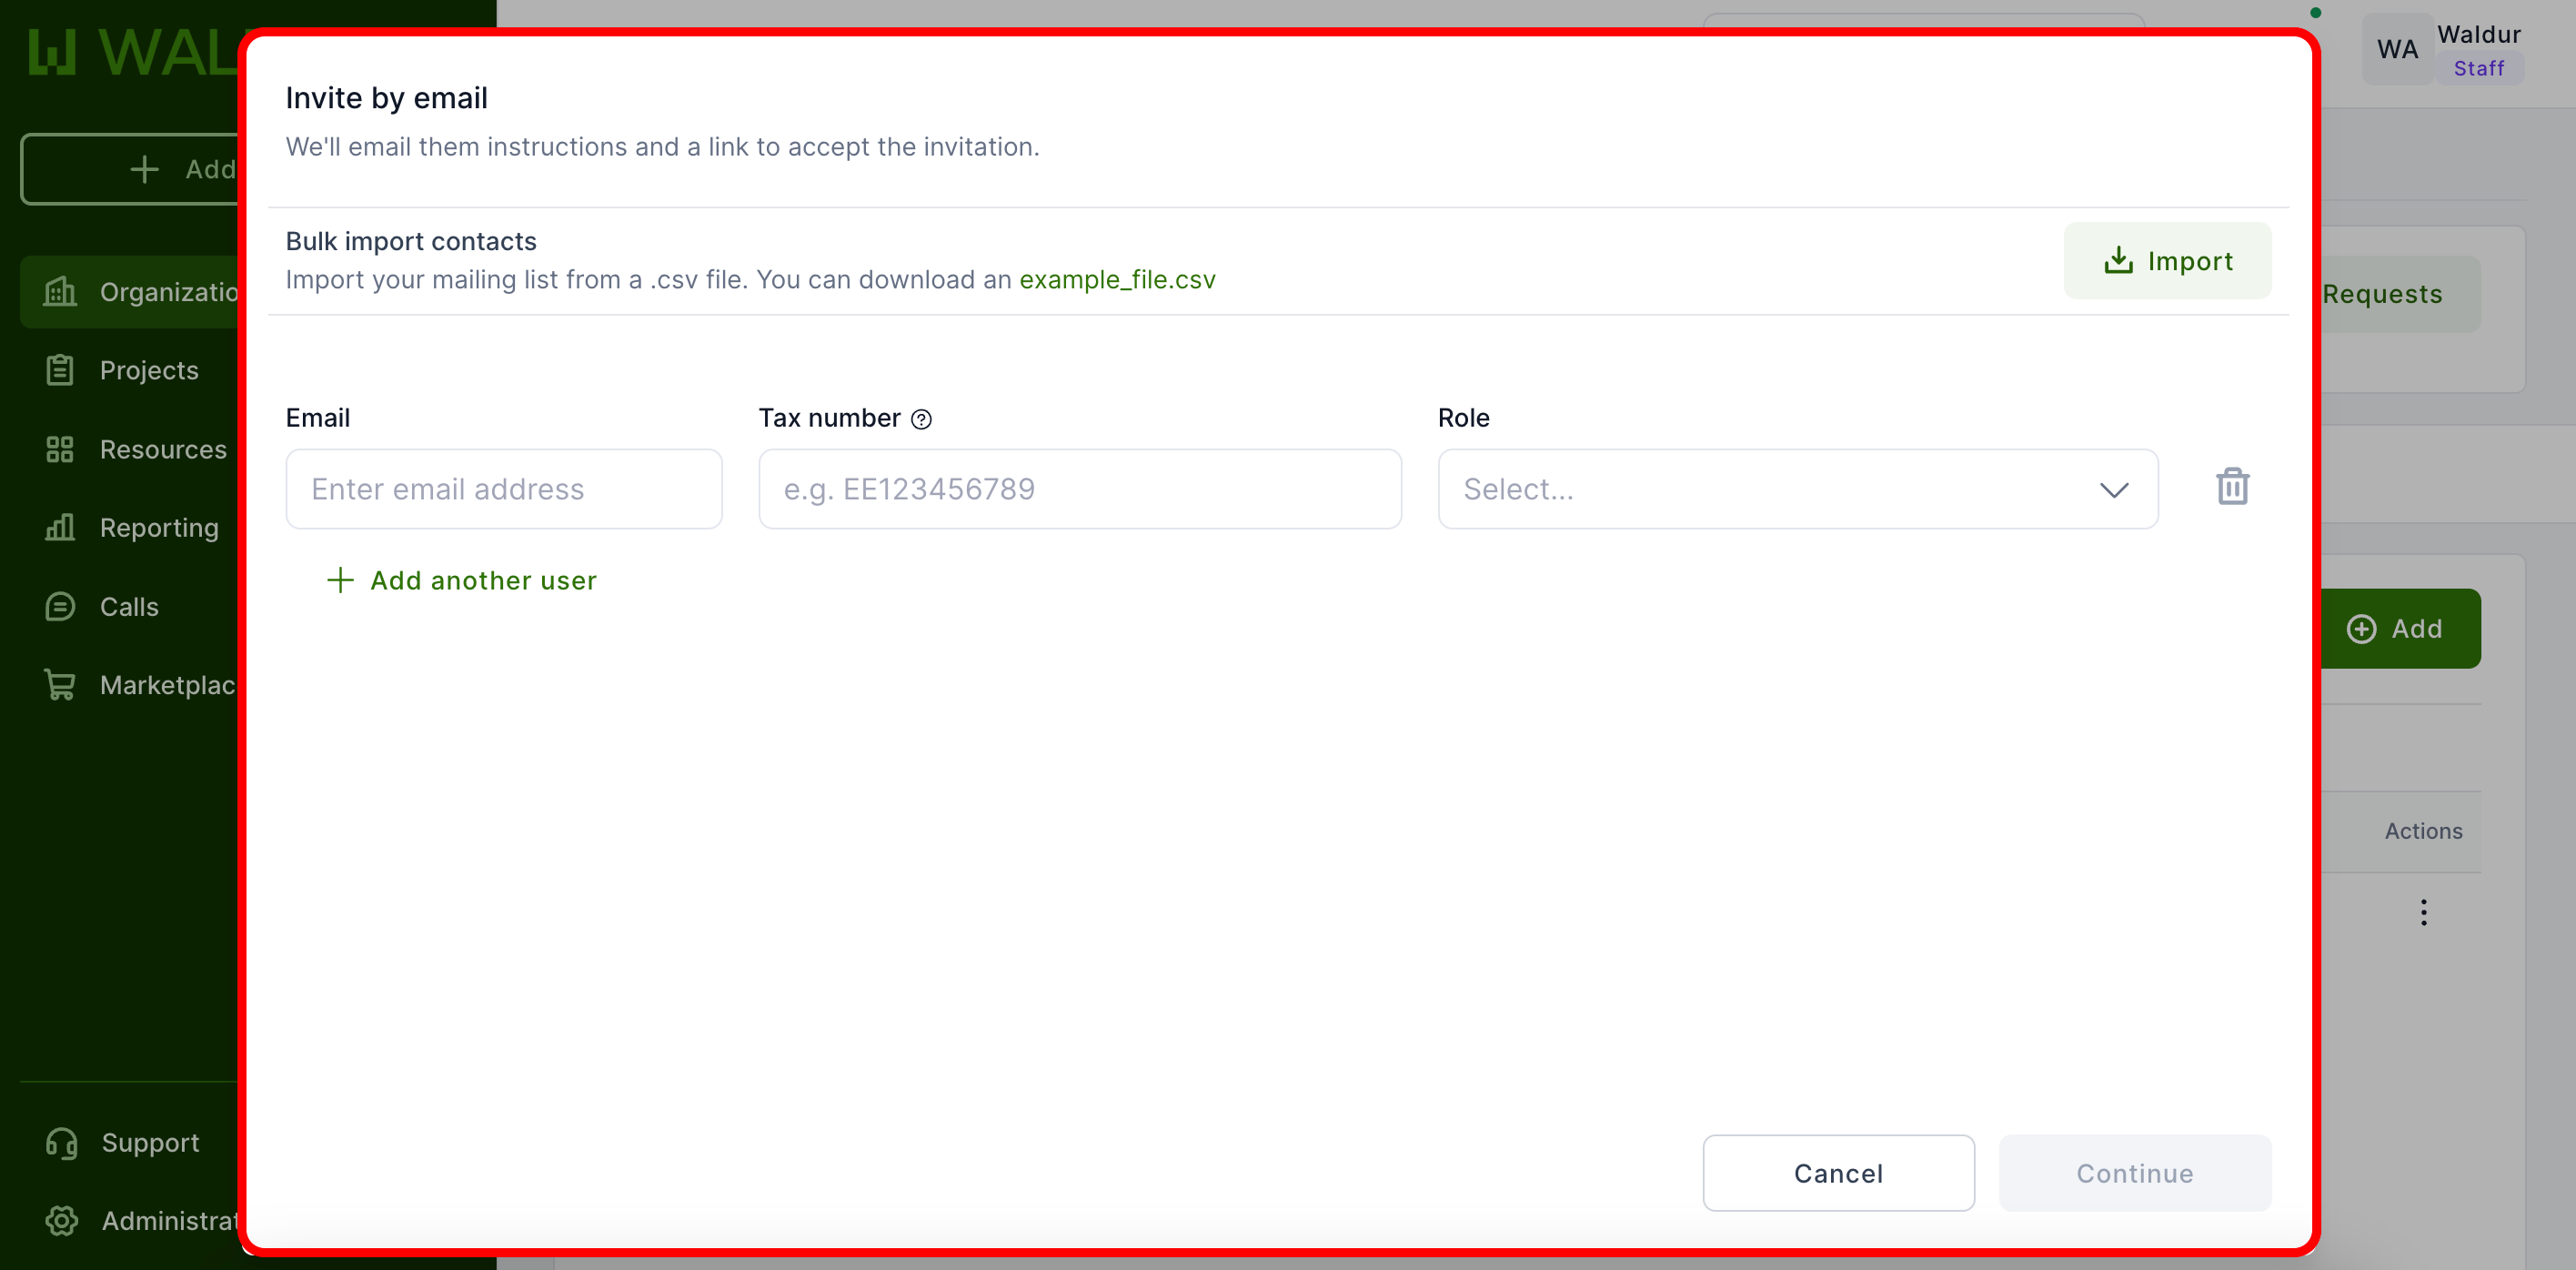 WAL
Waldur
WA
Staff
Add
Organizatio
Projects
Resources
Reporting
Calls
Marketplac
Support
Administrat
Invite by email
We'll email them instructions and a link to accept the invitation.
Bulk import contacts
Import your mailing list from a .csv file. You can download an example_file.csv
Import
Email
Tax number
Role
Enter email address
e.g. EE123456789
Select...
Add another user
Cancel
Continue
Requests
Add
Actions